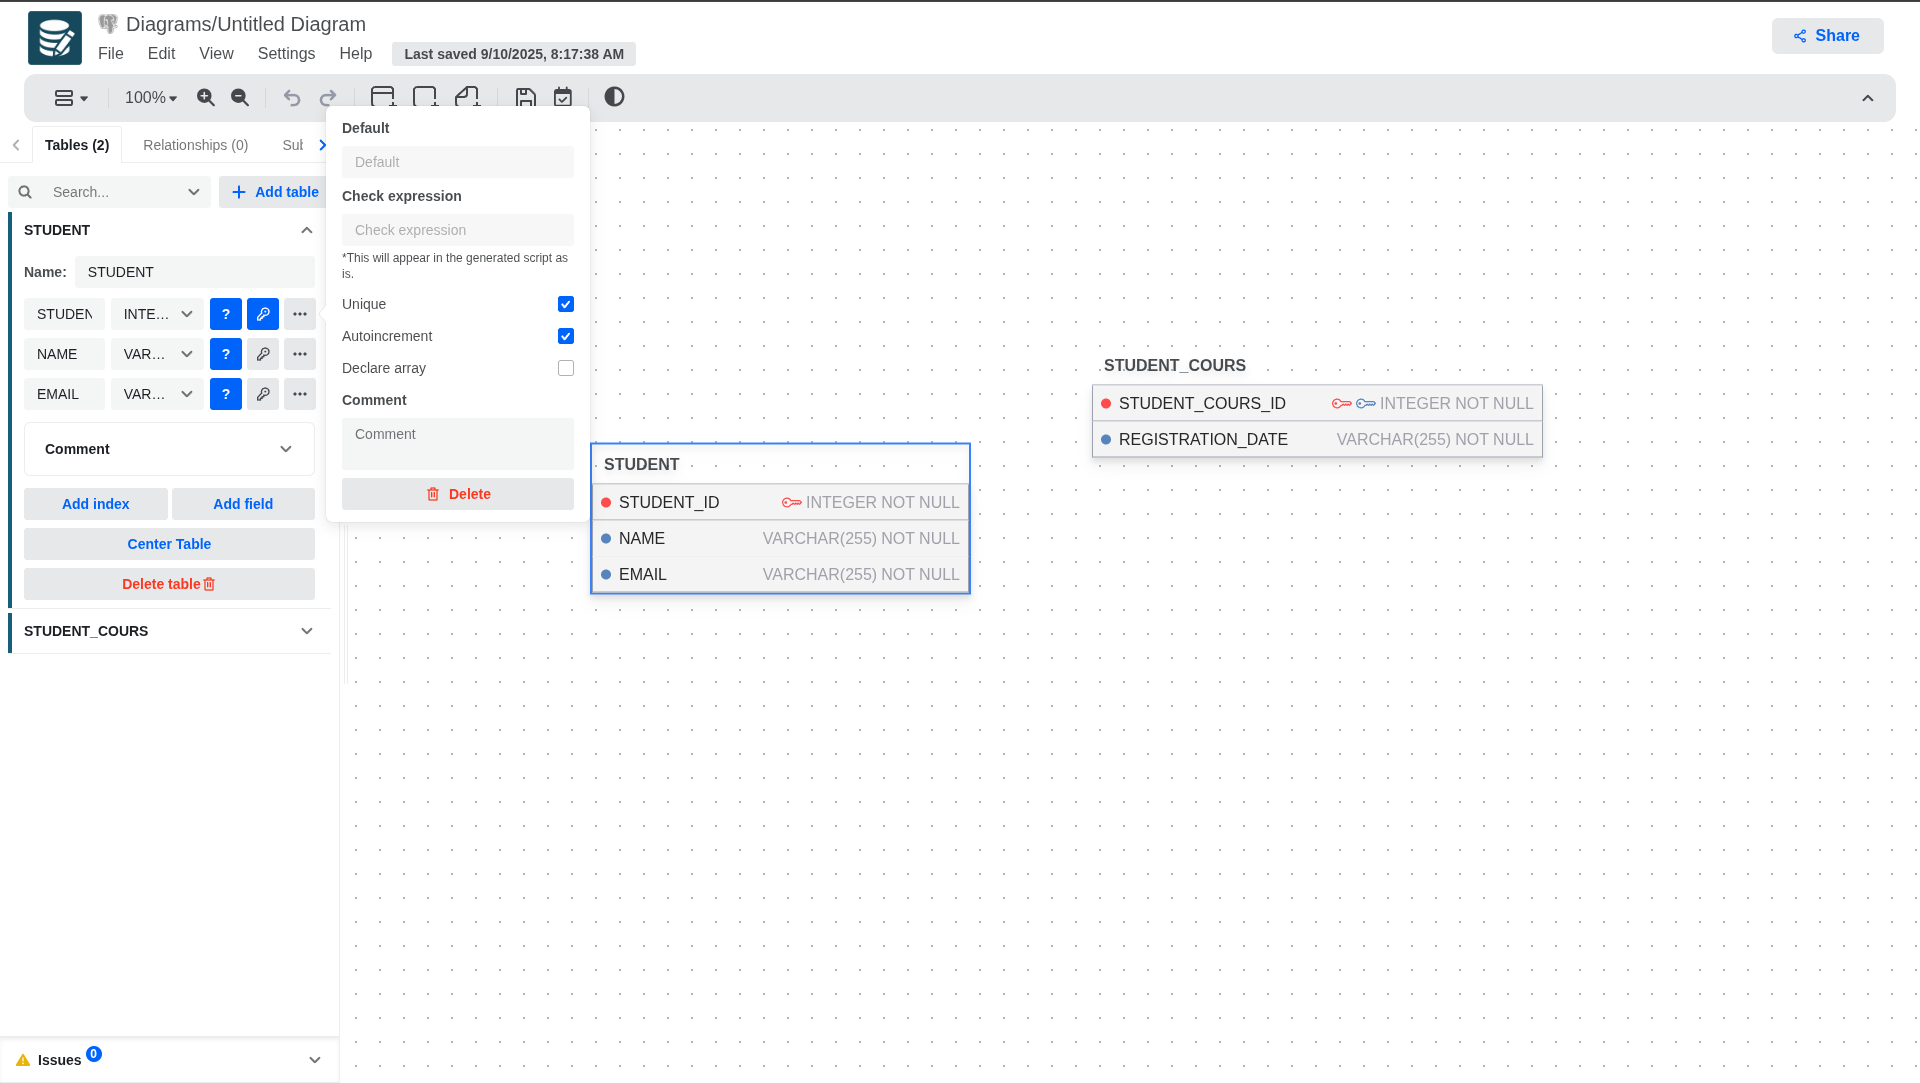 Diagrams/Untitled Diagram
File Edit View Settings Help Last saved 9/10/2025, 8:17:38 AM
Share
100%
Tables (2) Relationships (0) Sub
Search... Add table
STUDENT
Name: STUDENT
STUDEN INTE... ?
NAME VAR... ?
EMAIL VAR... ?
Comment
Add index Add field
Center Table
Delete table
STUDENT_COURS
Issues 0
Default
Default
Check expression
Check expression
*This will appear in the generated script as
is.
Unique
Autoincrement
Declare array
Comment
Comment
Delete
STUDENT
STUDENT_ID INTEGER NOT NULL
NAME VARCHAR(255) NOT NULL
EMAIL VARCHAR(255) NOT NULL
STUDENT_COURS
STUDENT_COURS_ID INTEGER NOT NULL
REGISTRATION_DATE VARCHAR(255) NOT NULL